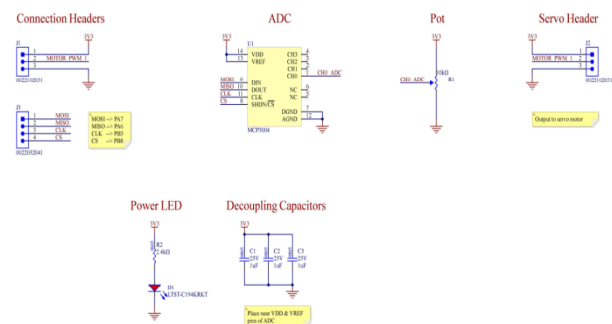 Connection Headers
ADC
Pot
Servo Header
J1
3V3
1
2 MOTOR_PWM_1
3
0022102031
J3
1 MOSI
2 MISO
3 CLK
4 CS
0022052041
MOSI --> PA7
MISO --> PA6
CLK --> PB3
CS --> PB0
3V3
U1
14 VDD
13 VREF
MOSI 9 DIN
MISO 10 DOUT
CLK 11 CLK
CS 8 SHDN/CS
CH3 4
CH2 3
CH1 2
CH0 1 CH0_ADC
NC
NC
DGND 7
AGND 12
MCP3004
3V3
10kΩ
CH0_ADC
R1
3V3
J2
1
MOTOR_PWM_1 2
3
0022102031
Output to servo motor
Power LED
Decoupling Capacitors
3V3
R2
2.4kΩ
D1
LTST-C194KRKT
3V3
C1
25V
1uF
C2
25V
1uF
C3
25V
1uF
Place near VDD & VREF
pins of ADC